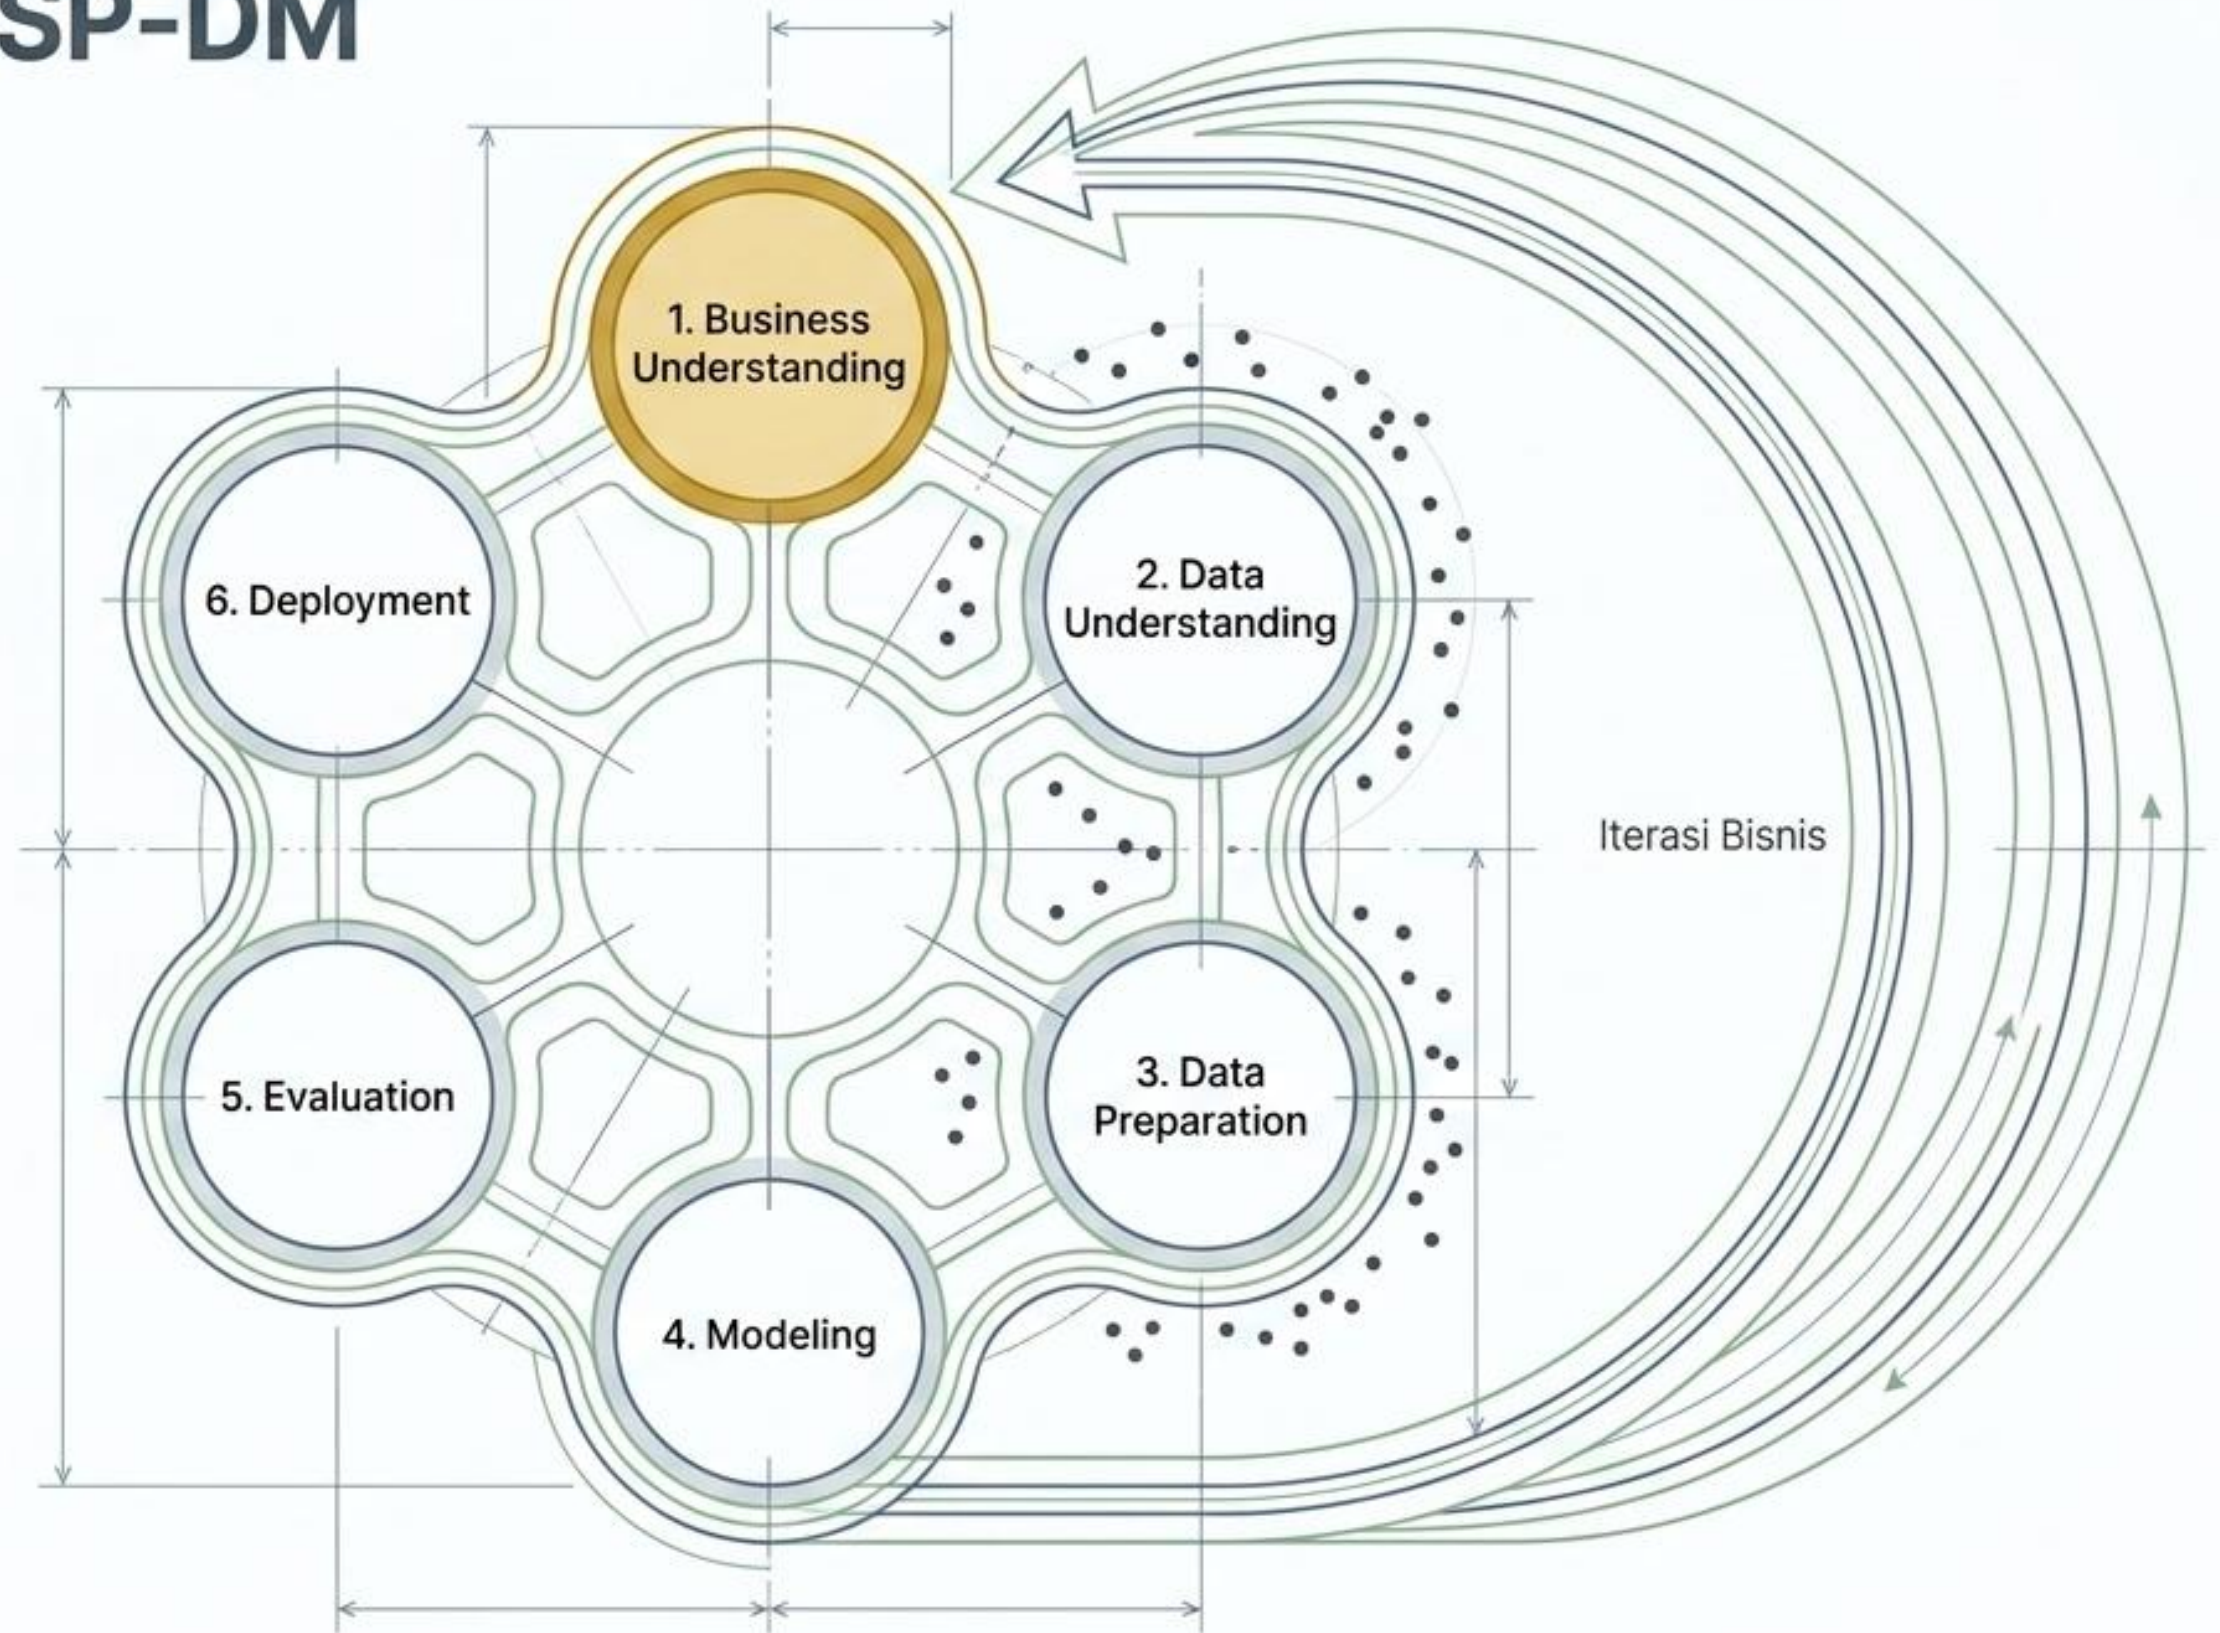 SP-DM
1. Business
Understanding
2. Data
Understanding
6. Deployment
Iterasi Bisnis
3. Data
Preparation
5. Evaluation
4. Modeling